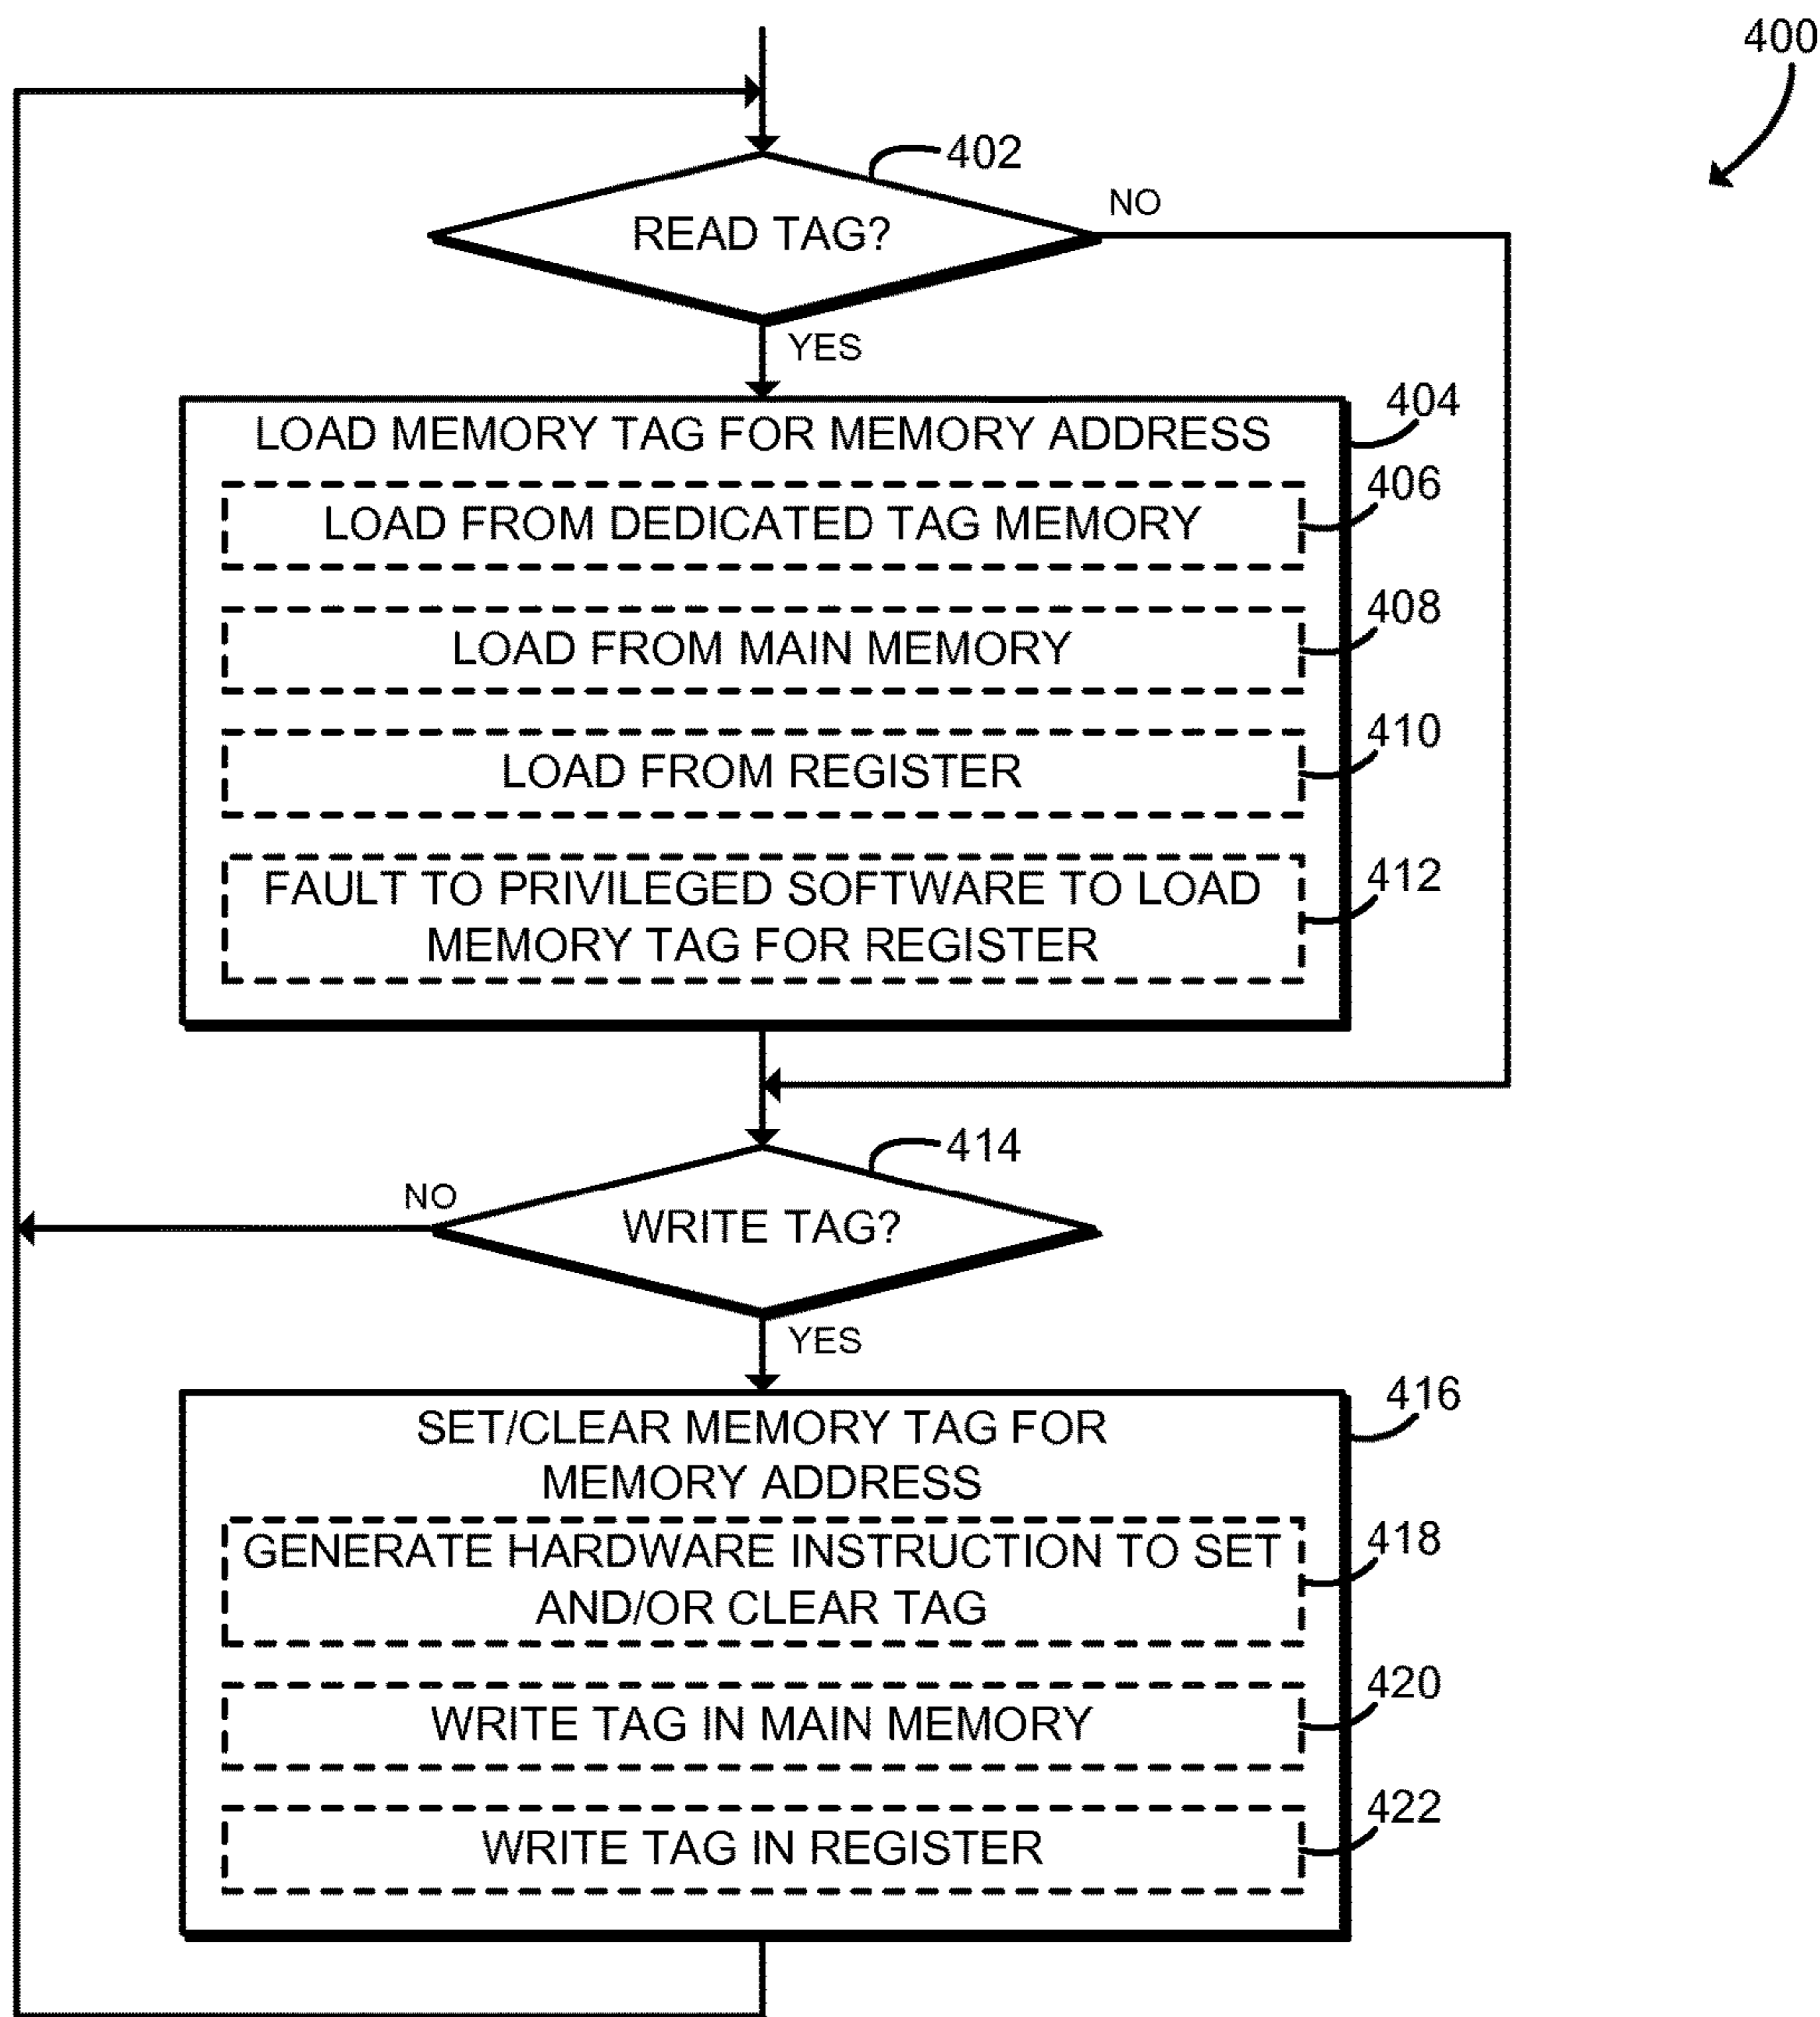 400
402
READ TAG?
NO
YES
404
LOAD MEMORY TAG FOR MEMORY ADDRESS
406
LOAD FROM DEDICATED TAG MEMORY
408
LOAD FROM MAIN MEMORY
410
LOAD FROM REGISTER
412
FAULT TO PRIVILEGED SOFTWARE TO LOAD
MEMORY TAG FOR REGISTER
414
NO
WRITE TAG?
YES
416
SET/CLEAR MEMORY TAG FOR
MEMORY ADDRESS
418
GENERATE HARDWARE INSTRUCTION TO SET
AND/OR CLEAR TAG
420
WRITE TAG IN MAIN MEMORY
422
WRITE TAG IN REGISTER